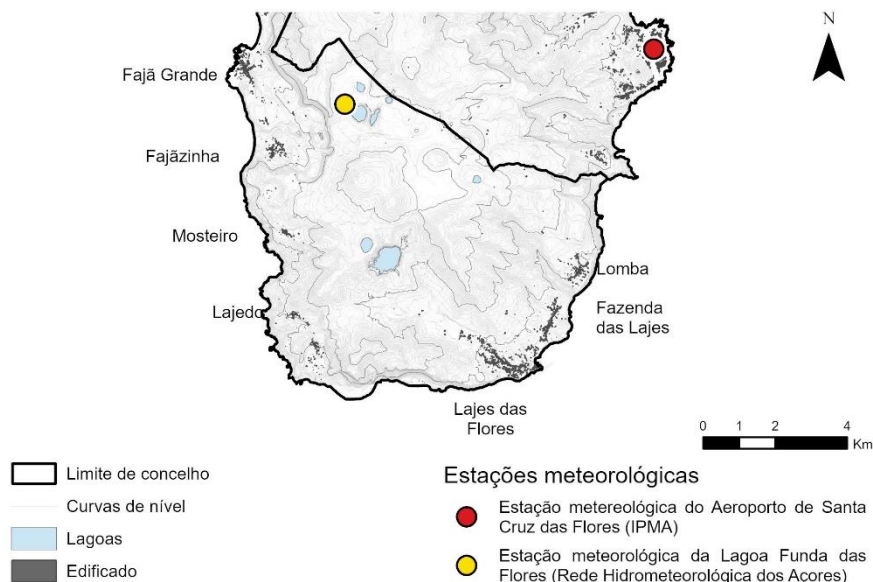 N
Fajã Grande
Fajãzinha
Mosteiro
Lajedo
Lomba
Fazenda
das Lajes
Lajes das
Flores
0 1 2 4
Km
Limite de concelho
Curvas de nível
Lagoas
Edificado
Estações meteorológicas
Estação metereológica do Aeroporto de Santa
Cruz das Flores (IPMA)
Estação meteorológica da Lagoa Funda das
Flores (Rede Hidrometeorológica dos Açores)